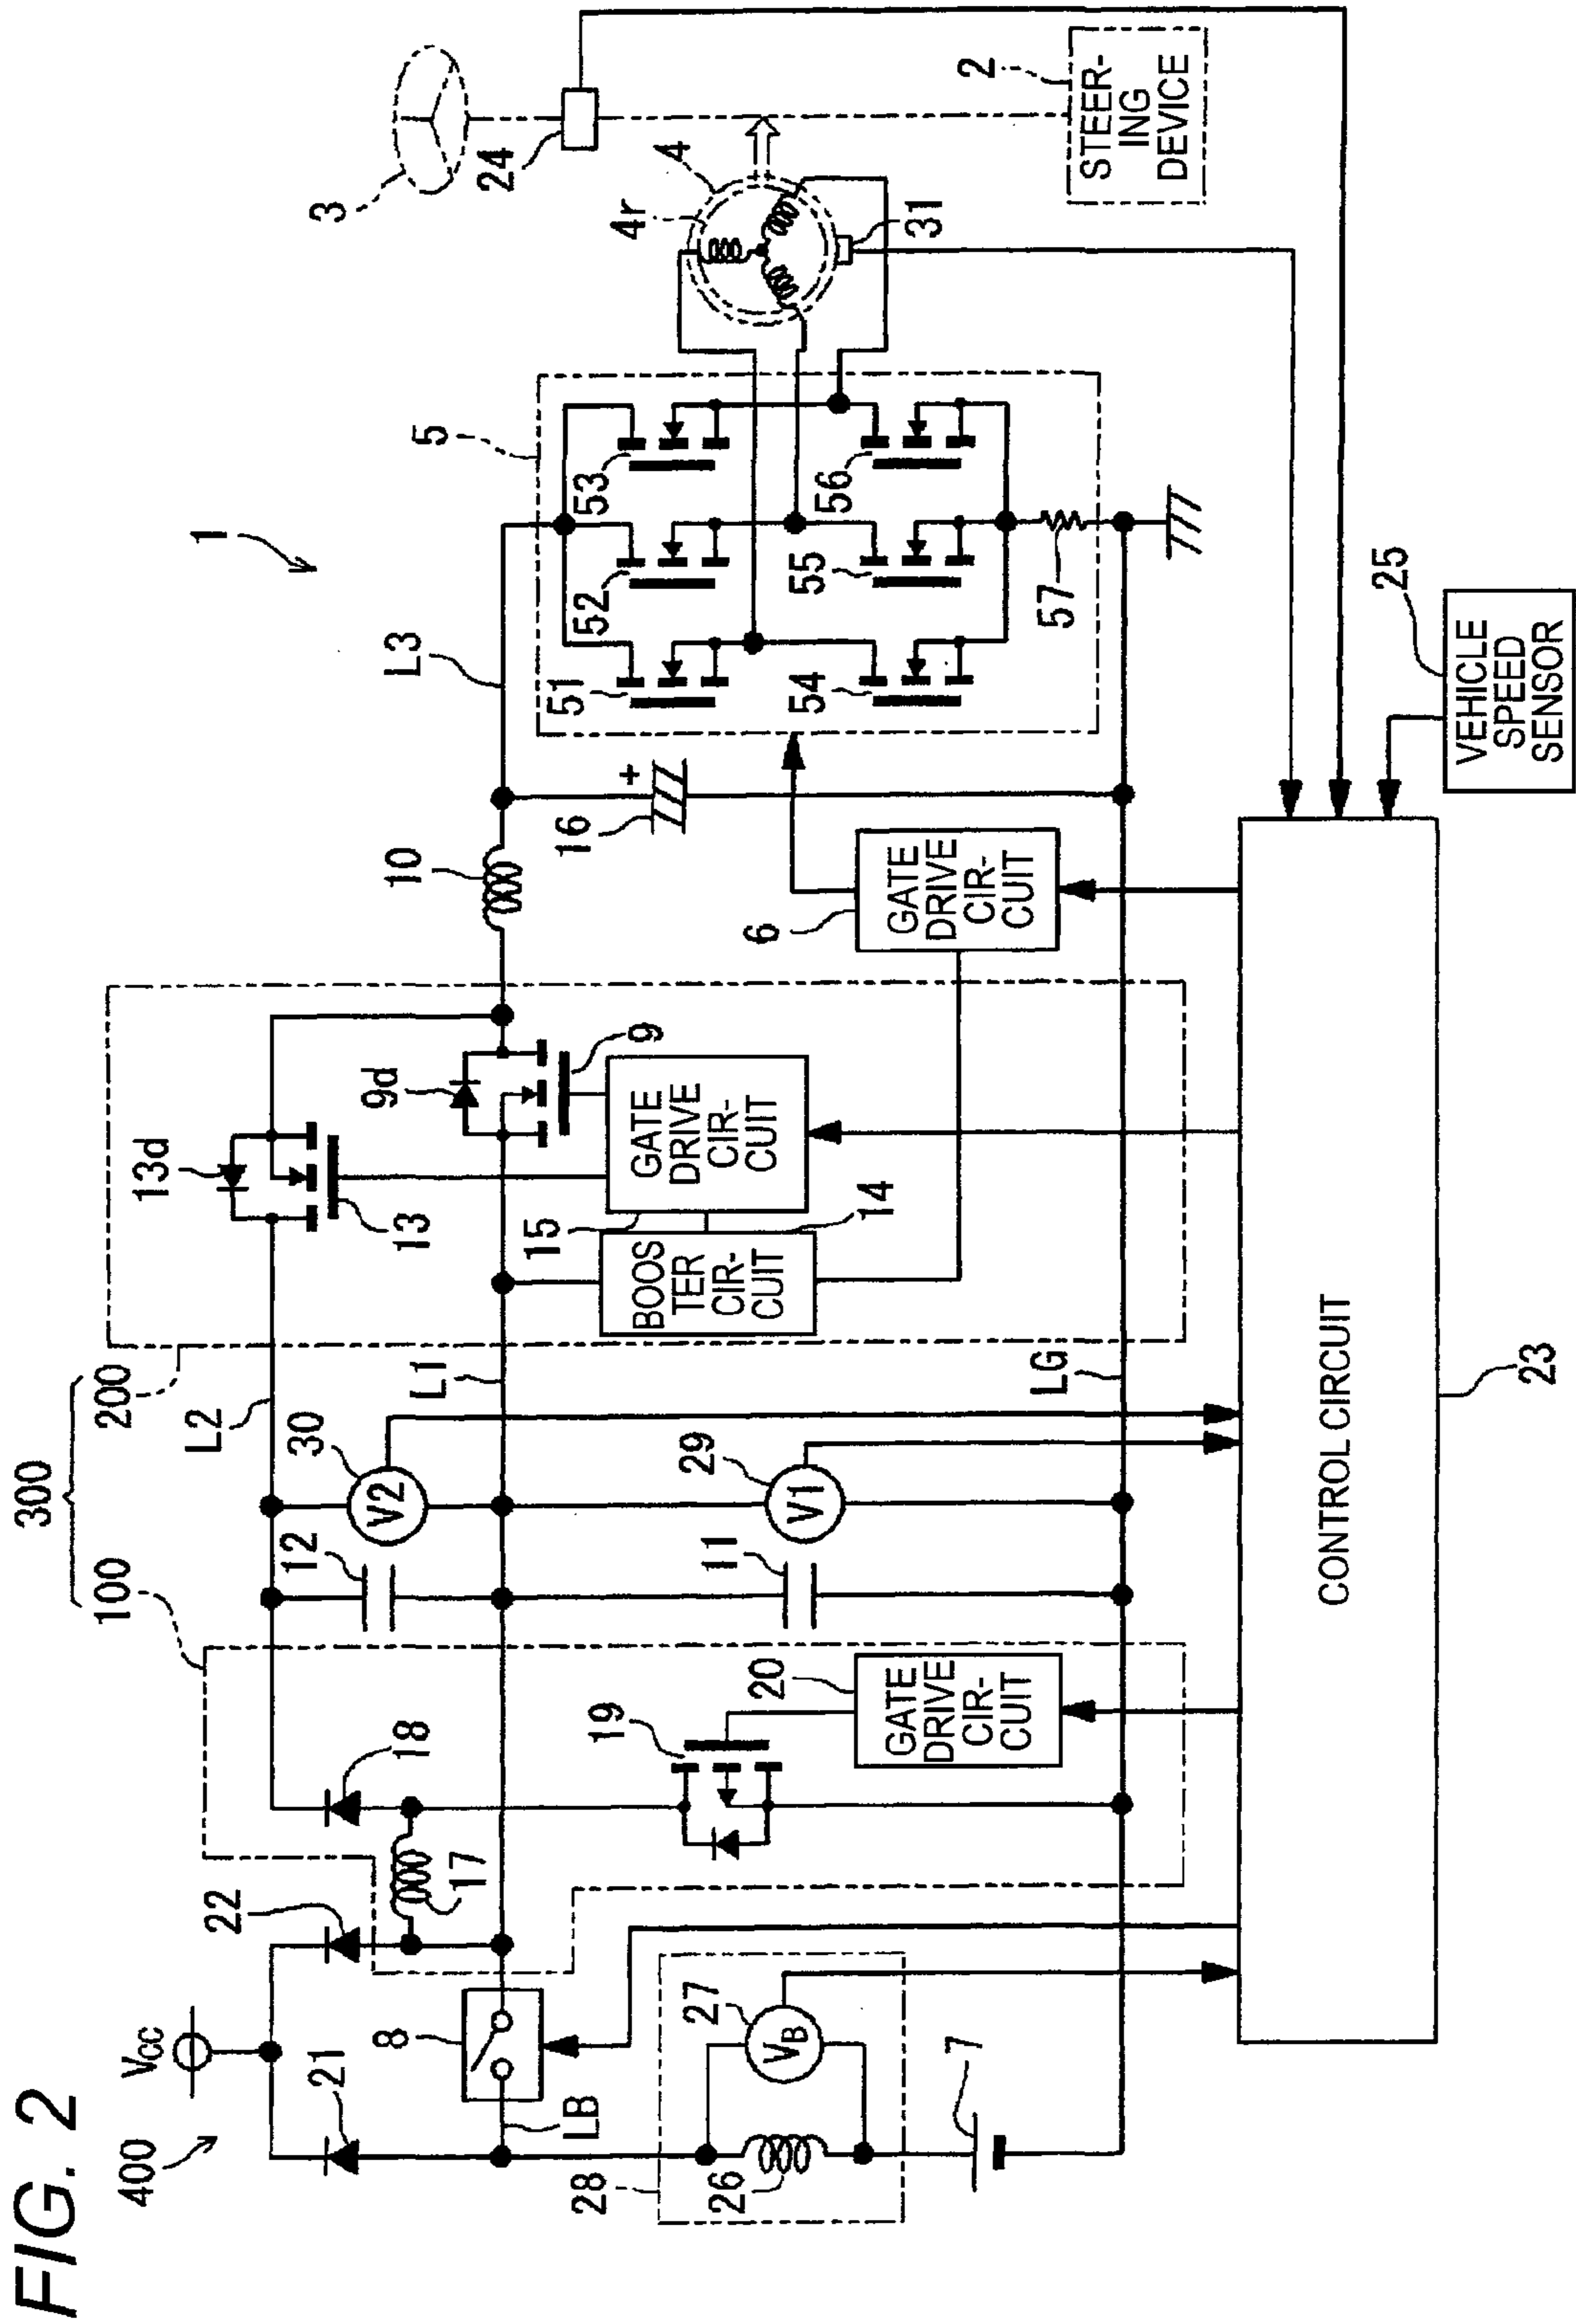 FIG. 2
400
Vcc
21
22
LB
8
28
26
27
VB
7
17
18
19
20
GATE
DRIVE
CIR-
CUIT
300
100
200
12
11
30
V2
29
V1
L2
L1
LG
13d
13
9d
9
15
GATE
DRIVE
CIR-
CUIT
14
BOOS
TER
CIR-
CUIT
10
16
+
6
GATE
DRIVE
CIR-
CUIT
L3
1
5
51
52
53
54
55
56
57
3
24
4
4r
31
2
STEER-
ING
DEVICE
25
VEHICLE
SPEED
SENSOR
CONTROL CIRCUIT
23